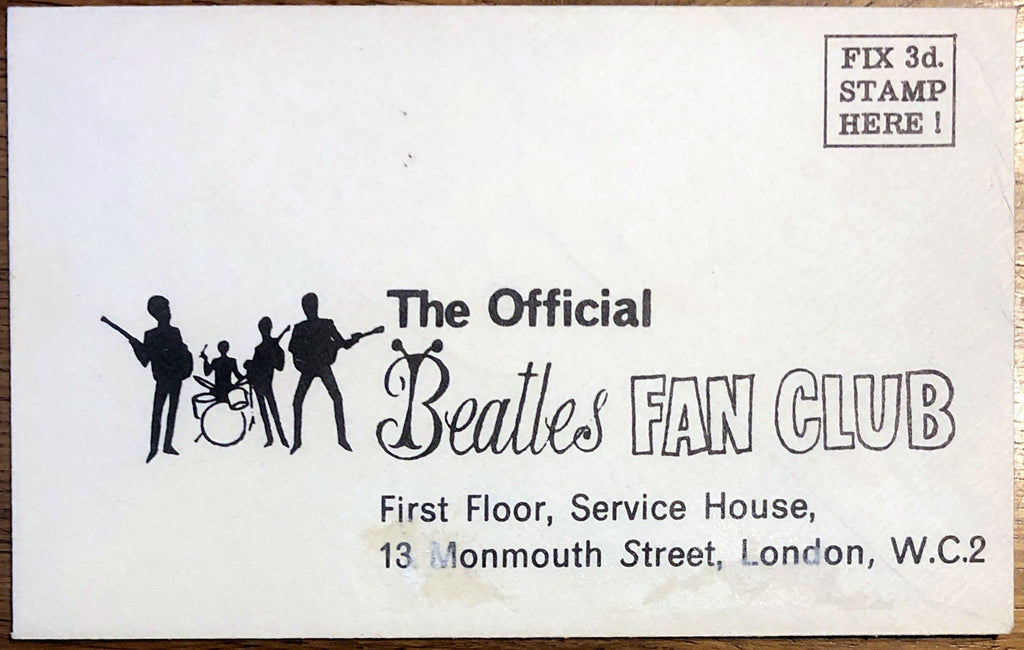 FIX 3d.
STAMP
HERE !
The Official
Beatles FAN CLUB
First Floor, Service House,
13 Monmouth Street, London, W.C.2